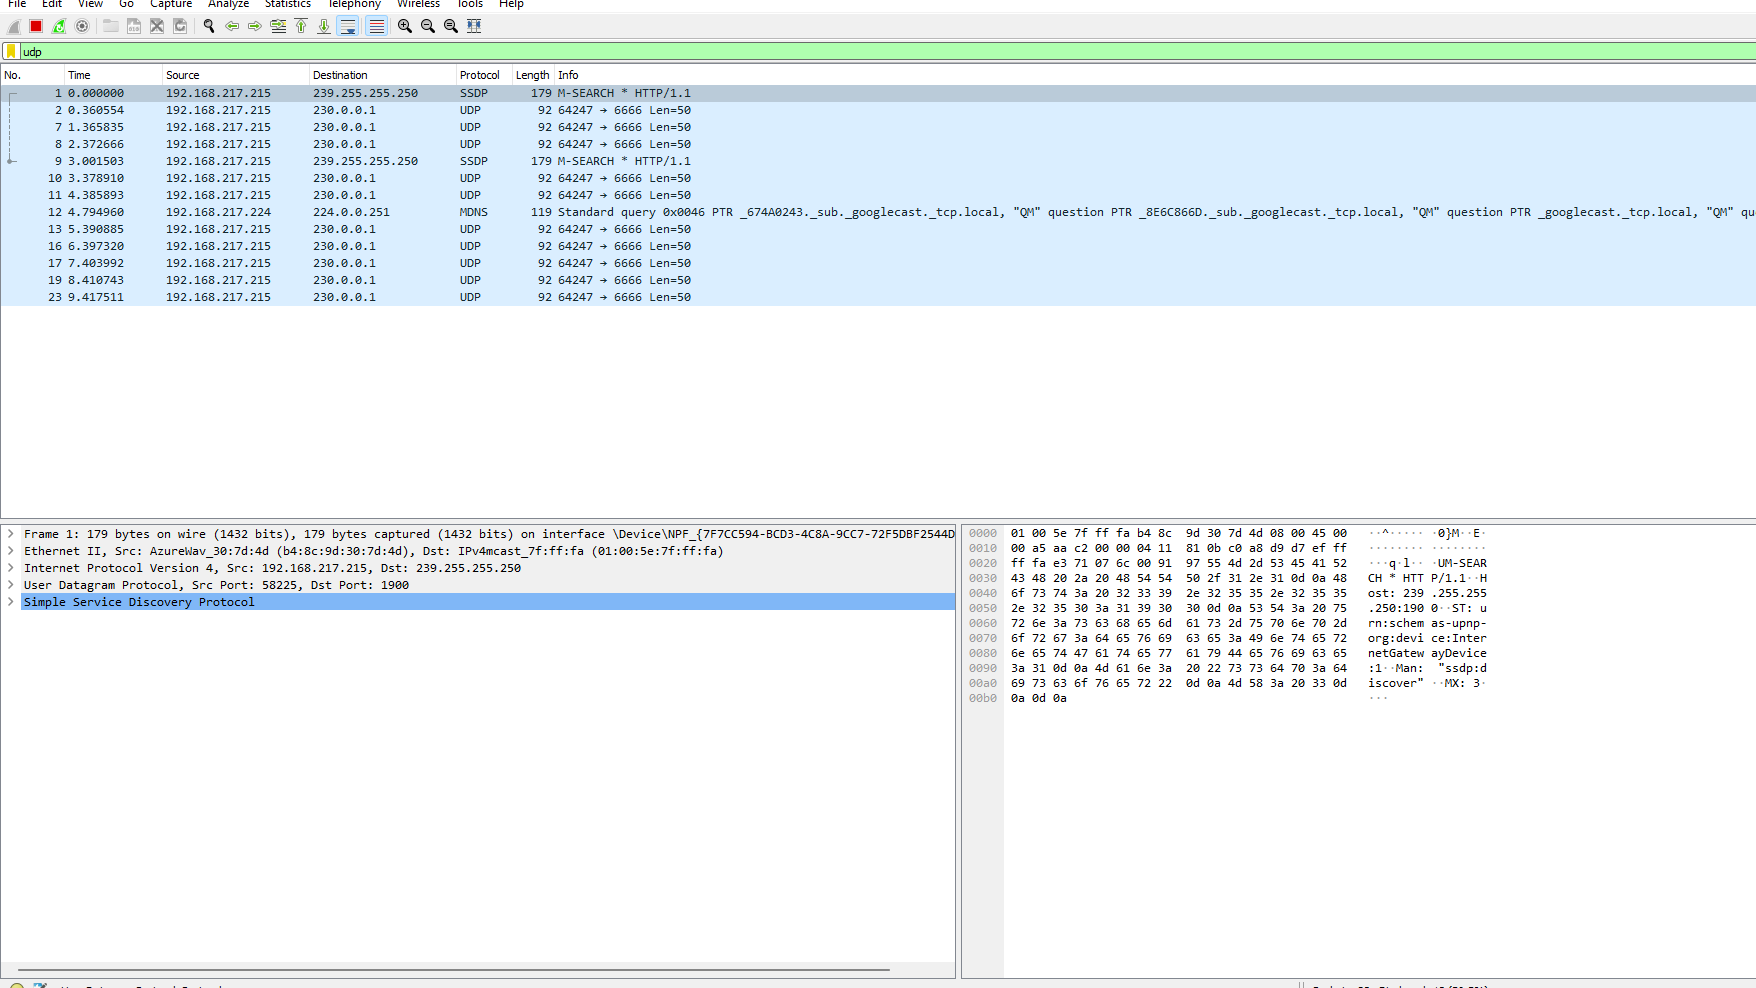 File Edit View Go Capture Analyze Statistics Telephony Wireless Tools Help
udp
No. Time Source Destination Protocol Length Info
1 0.000000 192.168.217.215 239.255.255.250 SSDP 179 M-SEARCH * HTTP/1.1
2 0.360554 192.168.217.215 230.0.0.1 UDP 92 64247 → 6666 Len=50
7 1.365835 192.168.217.215 230.0.0.1 UDP 92 64247 → 6666 Len=50
8 2.372666 192.168.217.215 230.0.0.1 UDP 92 64247 → 6666 Len=50
9 3.001503 192.168.217.215 239.255.255.250 SSDP 179 M-SEARCH * HTTP/1.1
10 3.378910 192.168.217.215 230.0.0.1 UDP 92 64247 → 6666 Len=50
11 4.385893 192.168.217.215 230.0.0.1 UDP 92 64247 → 6666 Len=50
12 4.794960 192.168.217.224 224.0.0.251 MDNS 119 Standard query 0x0046 PTR _674A0243._sub._googlecast._tcp.local, "QM" question PTR _8E6C866D._sub._googlecast._tcp.local, "QM" question PTR _googlecast._tcp.local, "QM" qu
13 5.390885 192.168.217.215 230.0.0.1 UDP 92 64247 → 6666 Len=50
16 6.397320 192.168.217.215 230.0.0.1 UDP 92 64247 → 6666 Len=50
17 7.403992 192.168.217.215 230.0.0.1 UDP 92 64247 → 6666 Len=50
19 8.410743 192.168.217.215 230.0.0.1 UDP 92 64247 → 6666 Len=50
23 9.417511 192.168.217.215 230.0.0.1 UDP 92 64247 → 6666 Len=50
Frame 1: 179 bytes on wire (1432 bits), 179 bytes captured (1432 bits) on interface \Device\NPF_{7F7CC594-BCD3-4C8A-9CC7-72F5DBF2544D
Ethernet II, Src: AzureWav_30:7d:4d (b4:8c:9d:30:7d:4d), Dst: IPv4mcast_7f:ff:fa (01:00:5e:7f:ff:fa)
Internet Protocol Version 4, Src: 192.168.217.215, Dst: 239.255.255.250
User Datagram Protocol, Src Port: 58225, Dst Port: 1900
Simple Service Discovery Protocol
0000 01 00 5e 7f ff fa b4 8c 9d 30 7d 4d 08 00 45 00 ··^····· ·0}M··E·
0010 00 a5 aa c2 00 00 04 11 81 0b c0 a8 d9 d7 ef ff ········ ········
0020 ff fa e3 71 07 6c 00 91 97 55 4d 2d 53 45 41 52 ···q·l·· ·UM-SEAR
0030 43 48 20 2a 20 48 54 54 50 2f 31 2e 31 0d 0a 48 CH * HTT P/1.1··H
0040 6f 73 74 3a 20 32 33 39 2e 32 35 35 2e 32 35 35 ost: 239 .255.255
0050 2e 32 35 30 3a 31 39 30 30 0d 0a 53 54 3a 20 75 .250:190 0··ST: u
0060 72 6e 3a 73 63 68 65 6d 61 73 2d 75 70 6e 70 2d rn:schem as-upnp-
0070 6f 72 67 3a 64 65 76 69 63 65 3a 49 6e 74 65 72 org:devi ce:Inter
0080 6e 65 74 47 61 74 65 77 61 79 44 65 76 69 63 65 netGatew ayDevice
0090 3a 31 0d 0a 4d 61 6e 3a 20 22 73 73 64 70 3a 64 :1··Man: "ssdp:d
00a0 69 73 63 6f 76 65 72 22 0d 0a 4d 58 3a 20 33 0d iscover" ··MX: 3·
00b0 0a 0d 0a ···